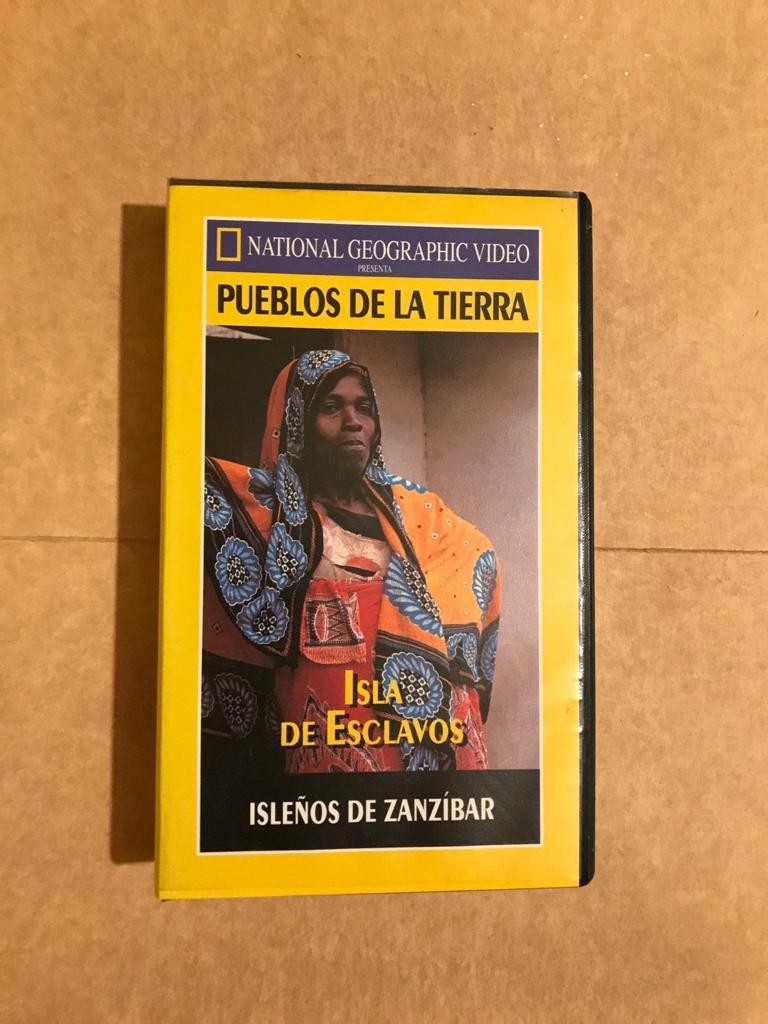 NATIONAL GEOGRAPHIC VIDEO
PRESENTA
PUEBLOS DE LA TIERRA
ISLA
DE ESCLAVOS
ISLEÑOS DE ZANZÍBAR